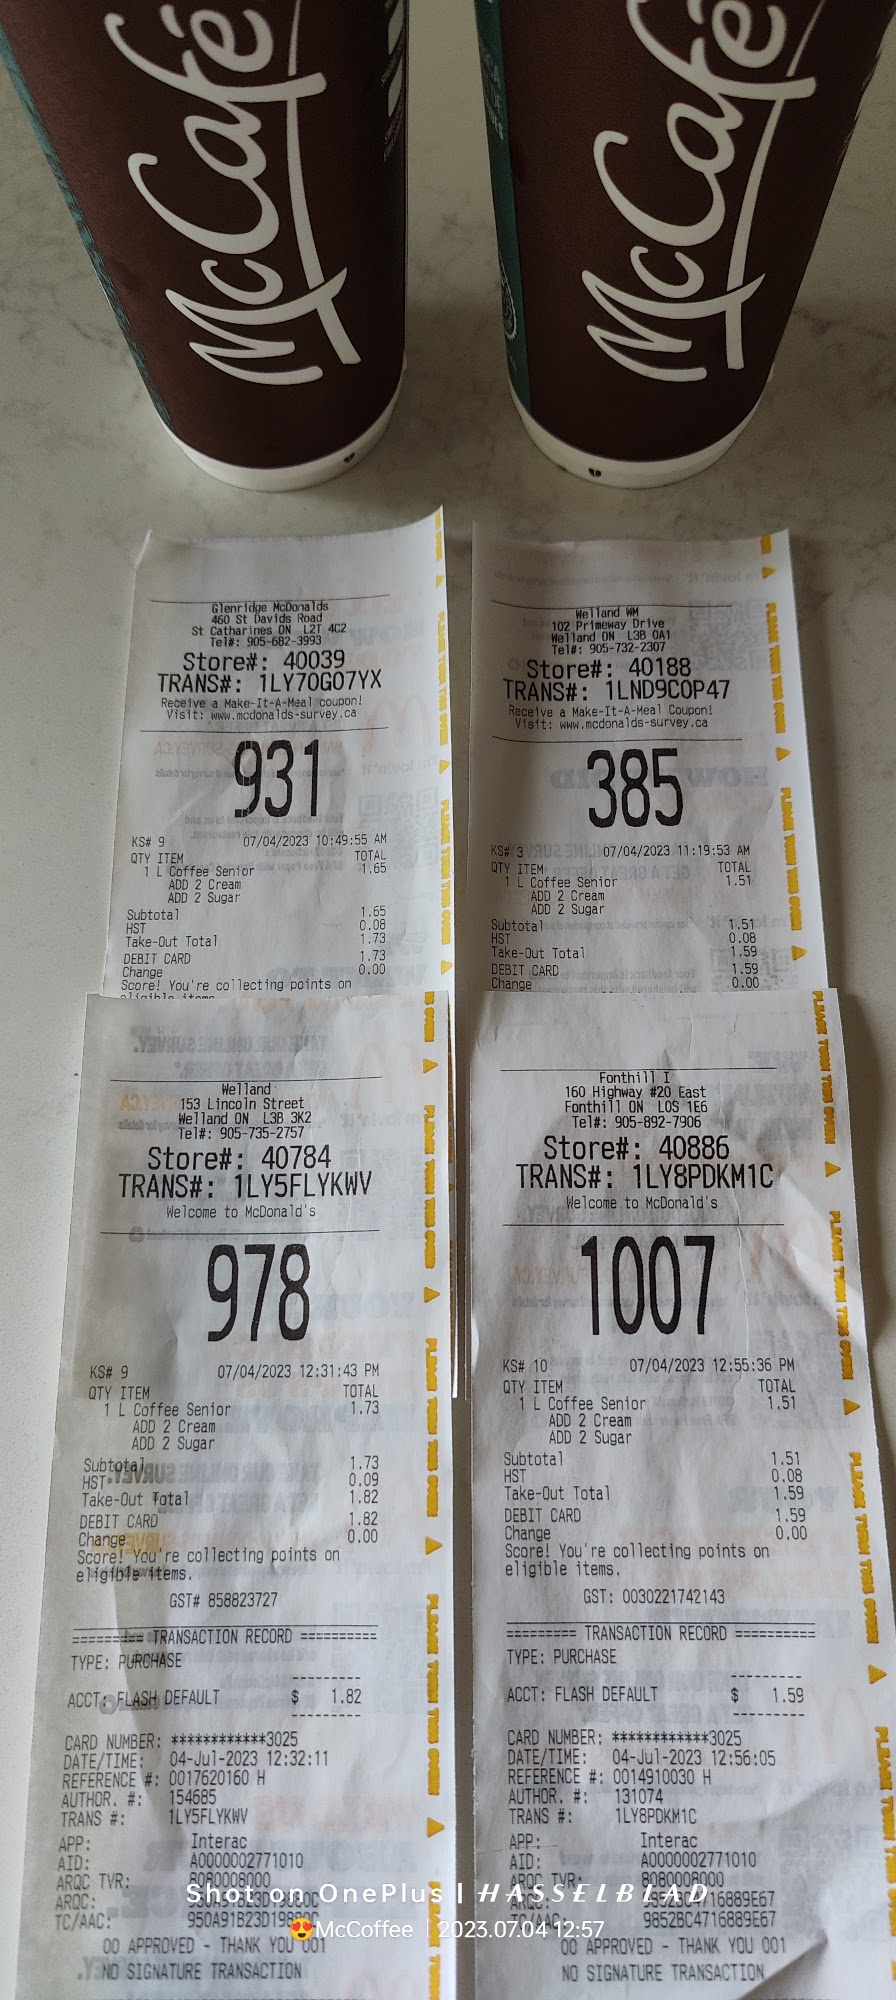 McCafé
McCafé
Glenridge McDonalds
460 St Davids Road
St Catharines ON L2T 4C2
Tel#: 905-682-3993
Store#: 40039
TRANS#: 1LY70G07YX
Receive a Make-It-A-Meal coupon!
Visit: www.mcdonalds-survey.ca
931
KS# 9 07/04/2023 10:49:55 AM
QTY ITEM TOTAL
1 L Coffee Senior 1.65
ADD 2 Cream
ADD 2 Sugar
Subtotal 1.65
HST 0.08
Take-Out Total 1.73
DEBIT CARD 1.73
Change 0.00
Score! You're collecting points on
eligible items.
Welland WM
102 Primeway Drive
Welland ON L3B 0A1
Tel#: 905-732-2307
Store#: 40188
TRANS#: 1LND9C0P47
Receive a Make-It-A-Meal Coupon!
Visit: www.mcdonalds-survey.ca
385
KS# 3 07/04/2023 11:19:53 AM
QTY ITEM TOTAL
1 L Coffee Senior 1.51
ADD 2 Cream
ADD 2 Sugar
Subtotal 1.51
HST 0.08
Take-Out Total 1.59
DEBIT CARD 1.59
Change 0.00
Welland
153 Lincoln Street
Welland ON L3B 3K2
Tel#: 905-735-2757
Store#: 40784
TRANS#: 1LY5FLYKWV
Welcome to McDonald's
978
KS# 9 07/04/2023 12:31:43 PM
QTY ITEM TOTAL
1 L Coffee Senior 1.73
ADD 2 Cream
ADD 2 Sugar
Subtotal 1.73
HST 0.09
Take-Out Total 1.82
DEBIT CARD 1.82
Change 0.00
Score! You're collecting points on
eligible items.
GST# 858823727
========= TRANSACTION RECORD ==========
TYPE: PURCHASE
ACCT: FLASH DEFAULT $ 1.82
CARD NUMBER: ************3025
DATE/TIME: 04-Jul-2023 12:32:11
REFERENCE #: 0017620160 H
AUTHOR. #: 154685
TRANS #: 1LY5FLYKWV
APP: Interac
AID: A0000002771010
ARQC TVR: 8080008000
ARQC:
TC/AAC:
00 APPROVED - THANK YOU 001
NO SIGNATURE TRANSACTION
Fonthill I
160 Highway #20 East
Fonthill ON L0S 1E6
Tel#: 905-892-7906
Store#: 40886
TRANS#: 1LY8PDKM1C
Welcome to McDonald's
1007
KS# 10 07/04/2023 12:55:36 PM
QTY ITEM TOTAL
1 L Coffee Senior 1.51
ADD 2 Cream
ADD 2 Sugar
Subtotal 1.51
HST 0.08
Take-Out Total 1.59
DEBIT CARD 1.59
Change 0.00
Score! You're collecting points on
eligible items.
GST: 0030221742143
========= TRANSACTION RECORD ==========
TYPE: PURCHASE
ACCT: FLASH DEFAULT $ 1.59
CARD NUMBER: ************3025
DATE/TIME: 04-Jul-2023 12:56:05
REFERENCE #: 0014910030 H
AUTHOR. #: 131074
TRANS #: 1LY8PDKM1C
APP: Interac
AID: A0000002771010
ARQC TVR: 8080008000
ARQC:
TC/AAC: 9852BC4716889E67
00 APPROVED - THANK YOU 001
NO SIGNATURE TRANSACTION
Shot on OnePlus | HASSELBLAD
McCoffee | 2023.07.04 12:57